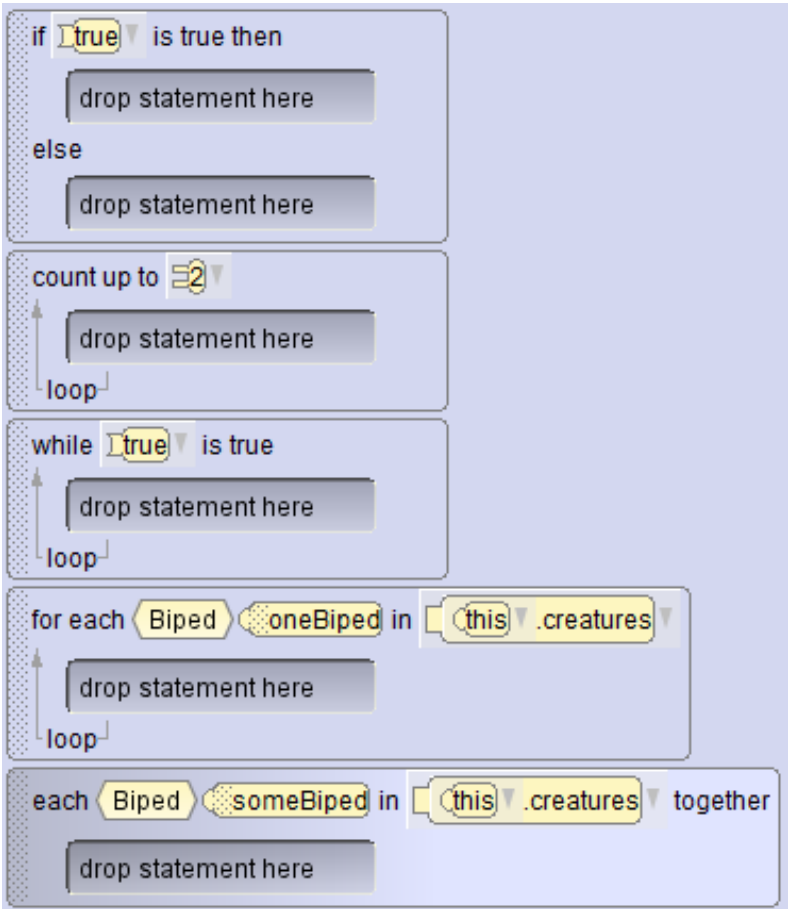 if true is true then
drop statement here
else
drop statement here
count up to 2
drop statement here
loop
while true is true
drop statement here
loop
for each Biped oneBiped in this .creatures
drop statement here
loop
each Biped someBiped in this .creatures together
drop statement here